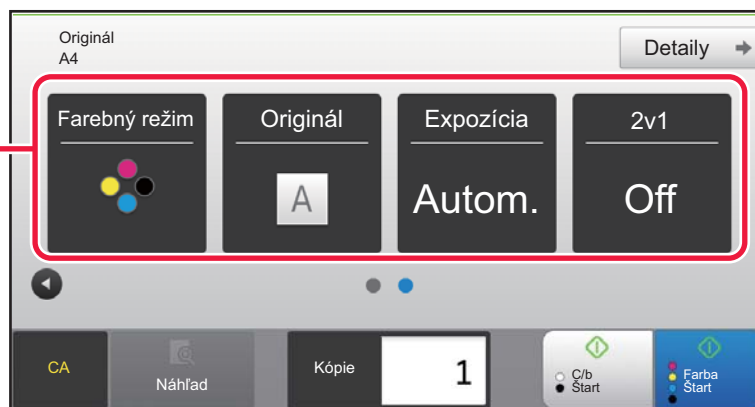 Originál
A4
Detaily
Farebný režim
Originál
Expozícia
2v1
A
Autom.
Off
CA
Náhľad
Kópie
1
Č/b
Štart
Farba
Štart